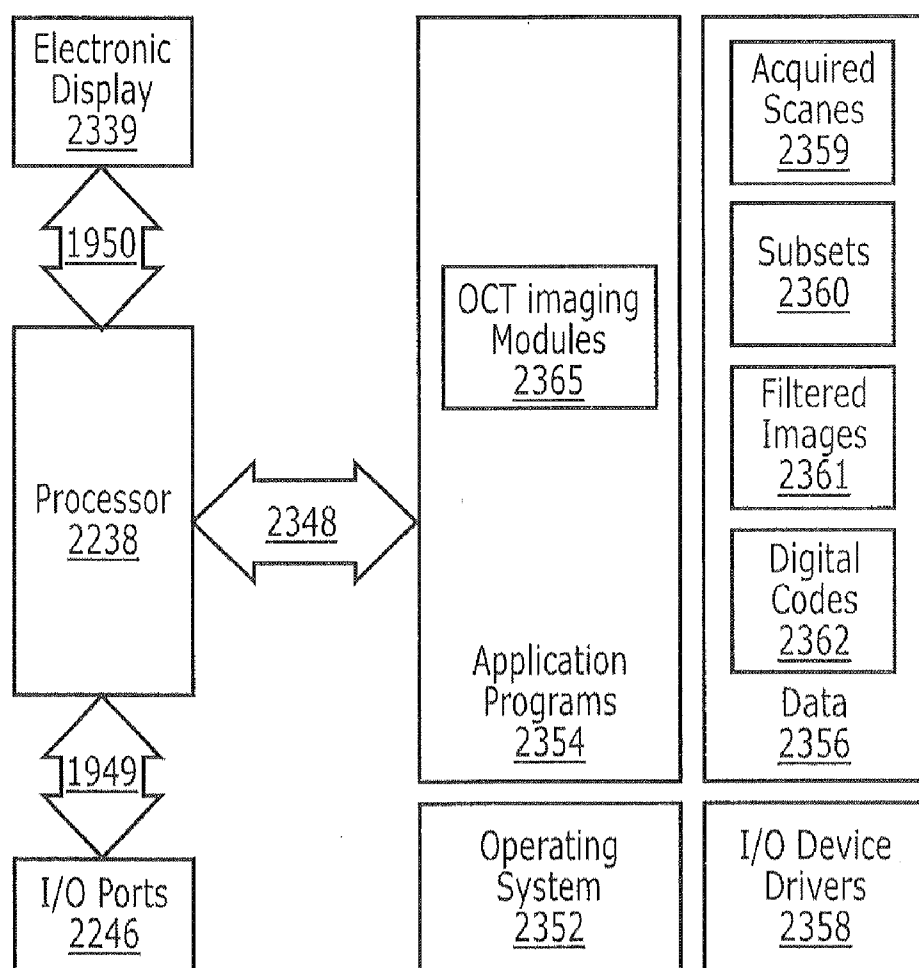 Electronic
Display
2339
1950
Processor
2238
1949
I/O Ports
2246
2348
OCT imaging
Modules
2365
Application
Programs
2354
Operating
System
2352
Acquired
Scanes
2359
Subsets
2360
Filtered
Images
2361
Digital
Codes
2362
Data
2356
I/O Device
Drivers
2358